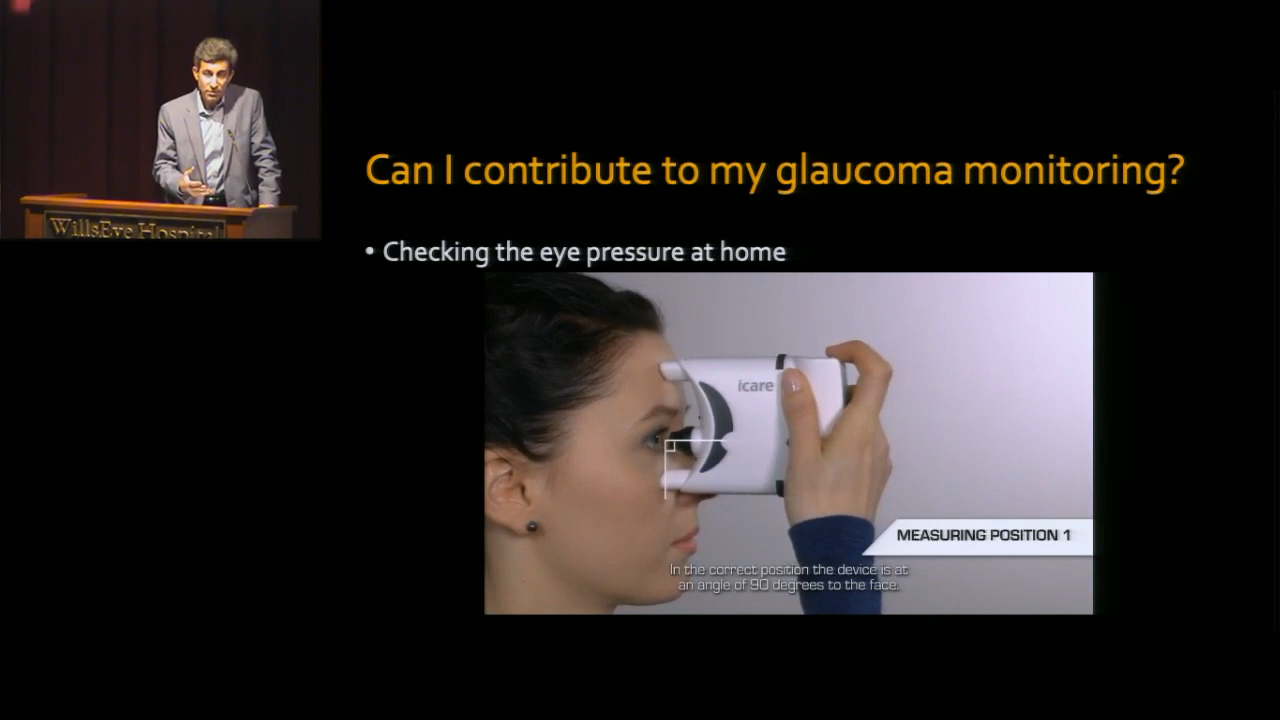 Can I contribute to my glaucoma monitoring?
• Checking the eye pressure at home
icare
MEASURING POSITION 1
In the correct position the device is at
an angle of 90 degrees to the face.
WillsEye Hospital